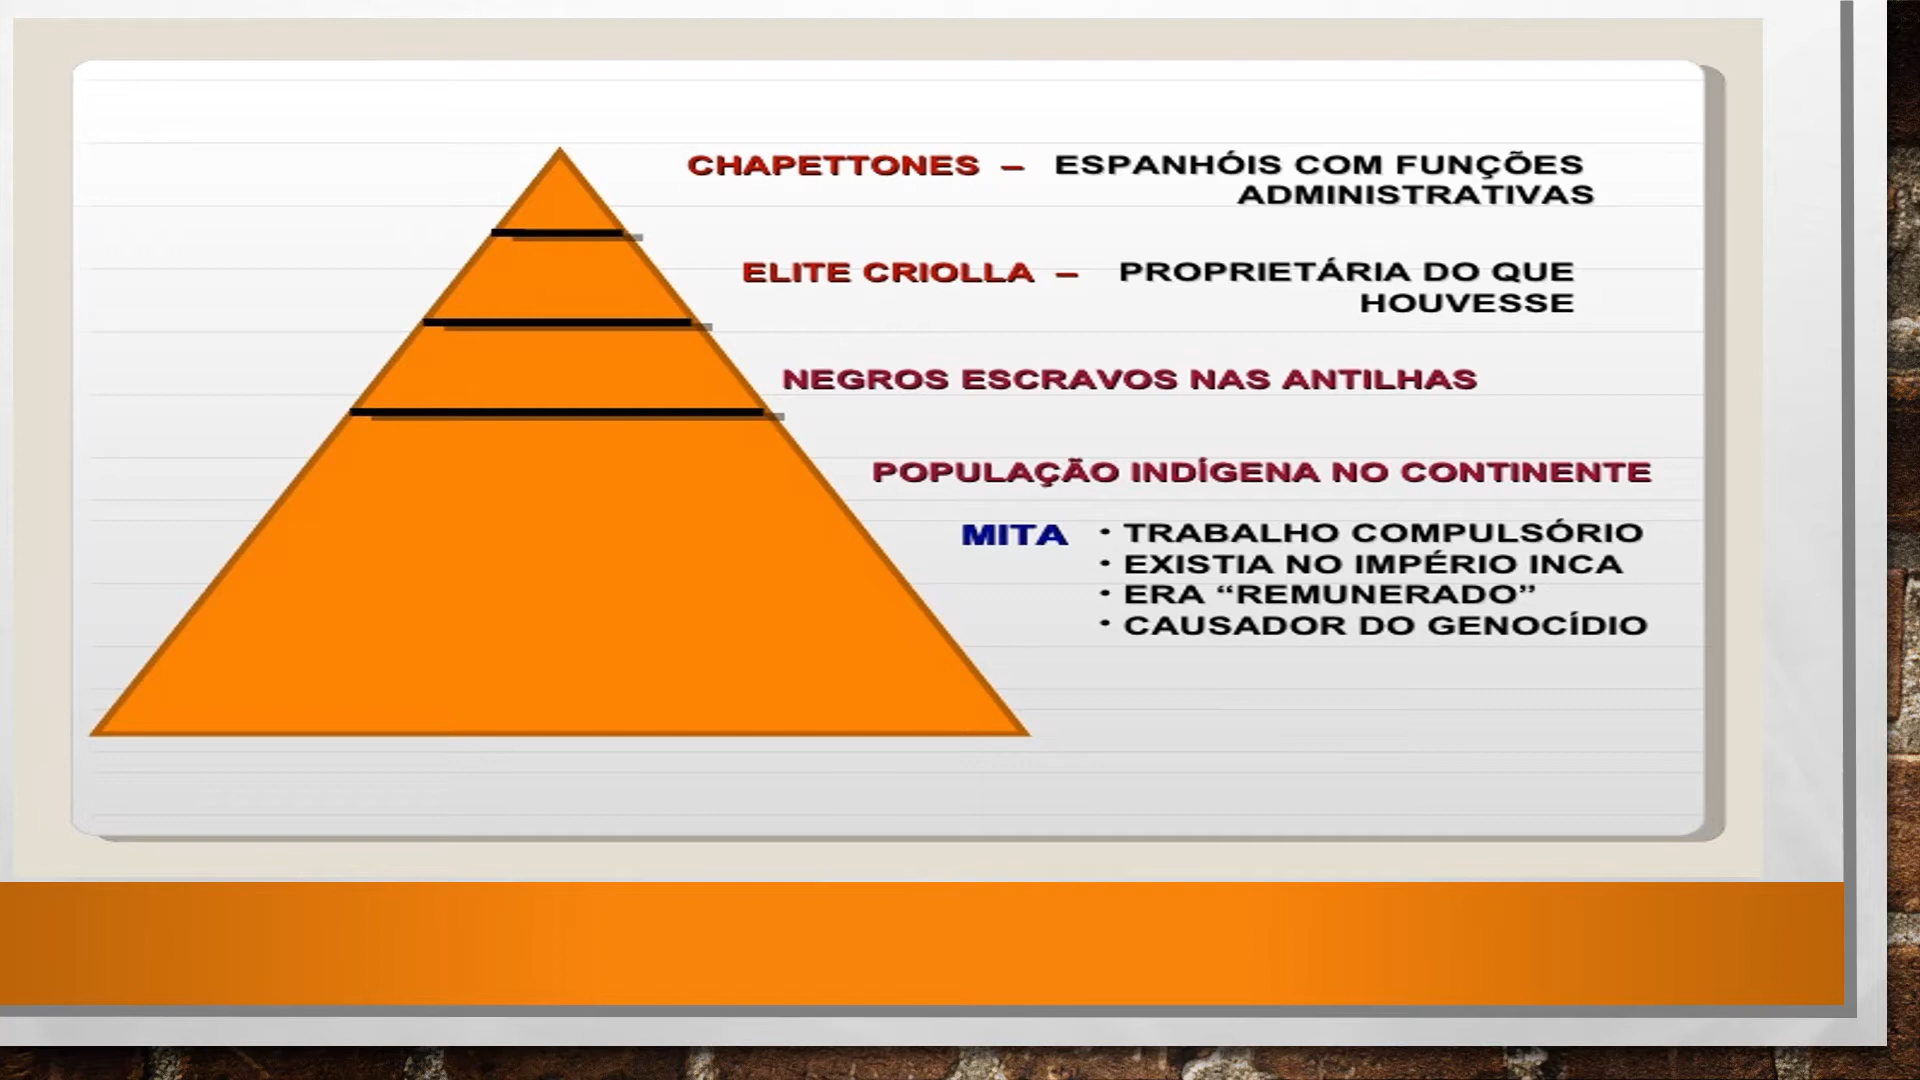 CHAPETTONES – ESPANHÓIS COM FUNÇÕES
ADMINISTRATIVAS
ELITE CRIOLLA – PROPRIETÁRIA DO QUE
HOUVESSE
NEGROS ESCRAVOS NAS ANTILHAS
POPULAÇÃO INDÍGENA NO CONTINENTE
MITA • TRABALHO COMPULSÓRIO
• EXISTIA NO IMPÉRIO INCA
• ERA “REMUNERADO”
• CAUSADOR DO GENOCÍDIO